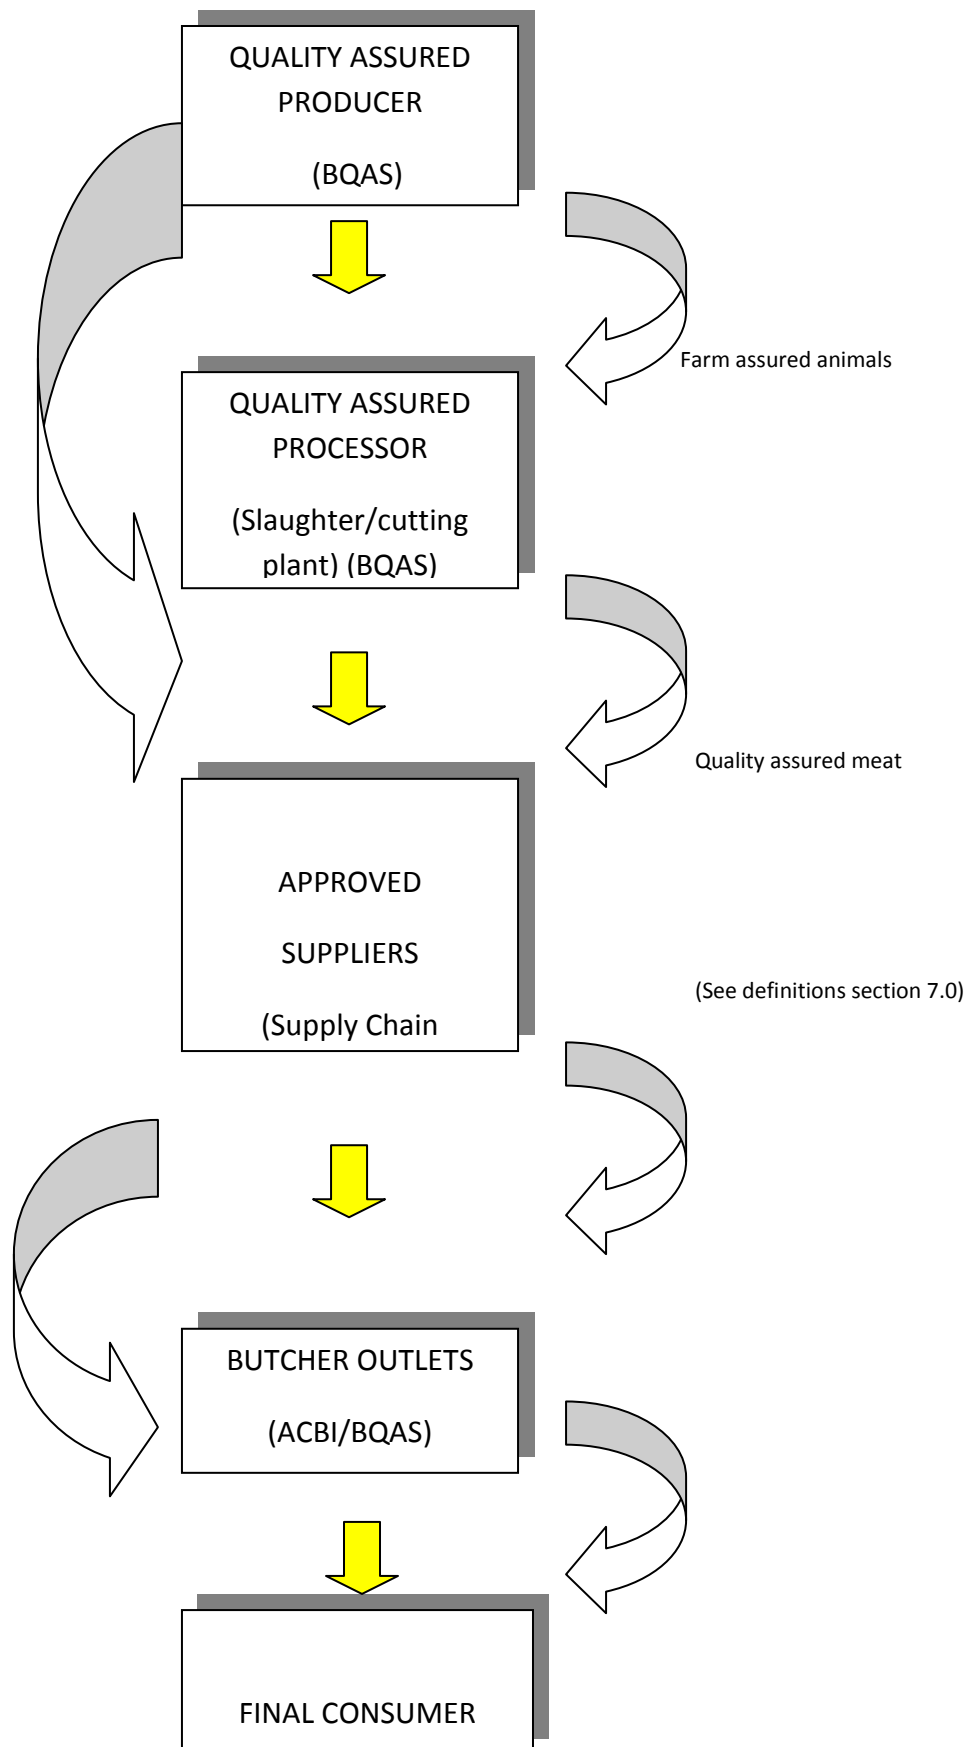 QUALITY ASSURED
PRODUCER
(BQAS)
Farm assured animals
QUALITY ASSURED
PROCESSOR
(Slaughter/cutting
plant) (BQAS)
Quality assured meat
APPROVED
SUPPLIERS
(See definitions section 7.0)
(Supply Chain
BUTCHER OUTLETS
(ACBI/BQAS)
FINAL CONSUMER